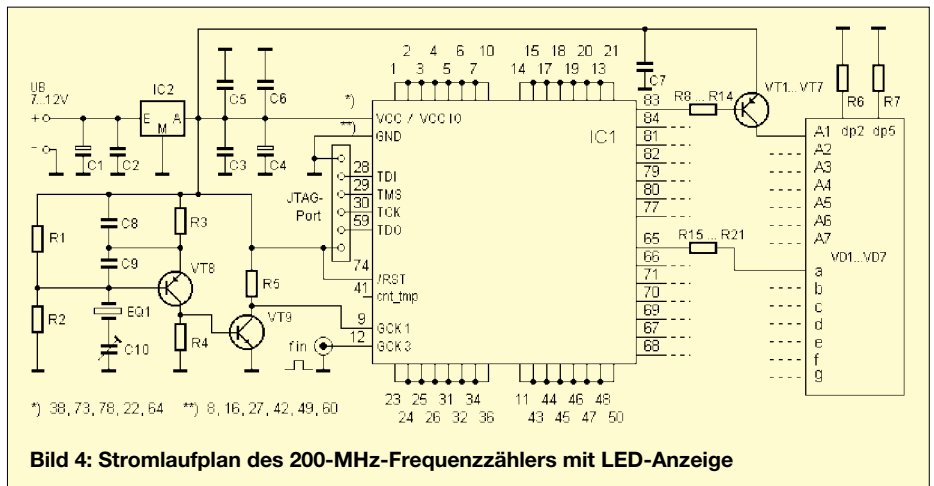 2 4 6 10
1 3 5 7
15 18 20 21
14 17 19 13
UB
7...12V
+
-
IC2
E A
M
C1
C2
C5
C6
C3
C4
C7
*)
VCC / VCC IO
**)
GND
IC1
28
TDI
29
TMS
30
TCK
59
TDO
JTAG-
Port
74
/RST
41
cnt_tmp
9
GCK 1
12
GCK 3
fin
83
84
81
82
79
80
77
65
66
71
70
69
67
68
R8 ... R14
VT1...VT7
R15 ... R21
R6
R7
A1 dp2 dp5
A2
A3
A4
A5
A6
A7
VD1...VD7
a
b
c
d
e
f
g
R1
C8
R3
C9
VT8
R2
EQ1
C10
R4
R5
VT9
23 25 31 34
24 26 32 36
11 44 46 48
43 45 47 50
*) 38, 73, 78, 22, 64 **) 8, 16, 27, 42, 49, 60
Bild 4: Stromlaufplan des 200-MHz-Frequenzzählers mit LED-Anzeige